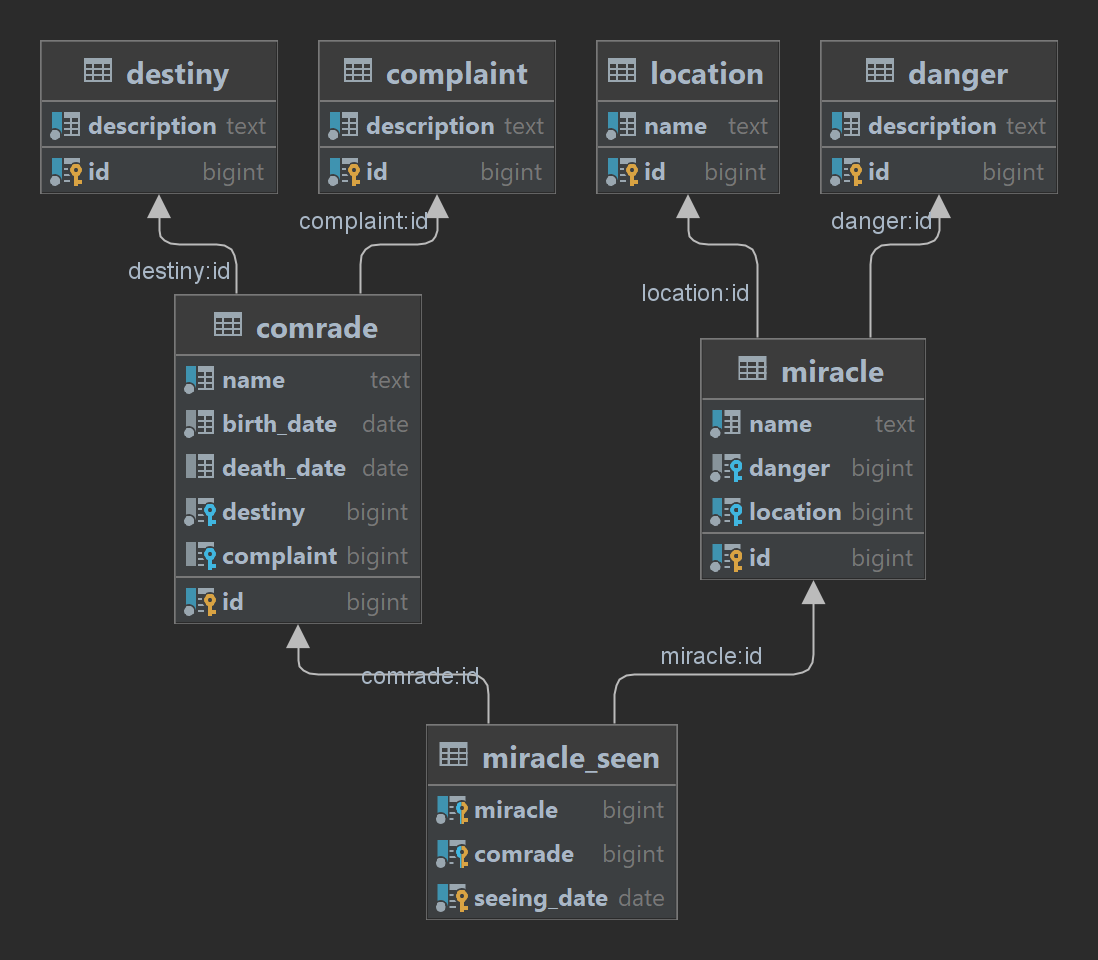 destiny
description text
id bigint
complaint
description text
id bigint
location
name text
id bigint
danger
description text
id bigint
destiny:id
complaint:id
location:id
danger:id
comrade
name text
birth_date date
death_date date
destiny bigint
complaint bigint
id bigint
miracle
name text
danger bigint
location bigint
id bigint
comrade:id
miracle:id
miracle_seen
miracle bigint
comrade bigint
seeing_date date